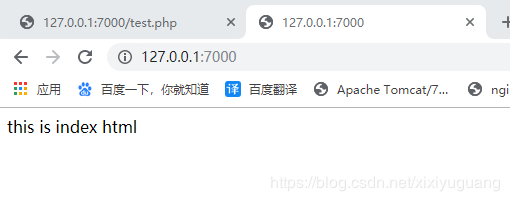 127.0.0.1:7000/test.php
127.0.0.1:7000
127.0.0.1:7000
应用 百度一下，你就知道 译 百度翻译 Apache Tomcat/7... ngi
this is index html
https://blog.csdn.net/xixiyuguang